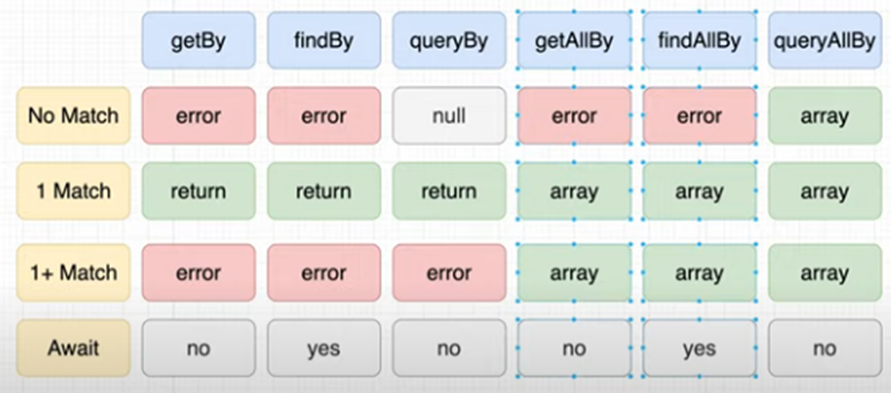 getBy findBy queryBy getAllBy findAllBy queryAllBy
No Match error error null error error array
1 Match return return return array array array
1+ Match error error error array array array
Await no yes no no yes no